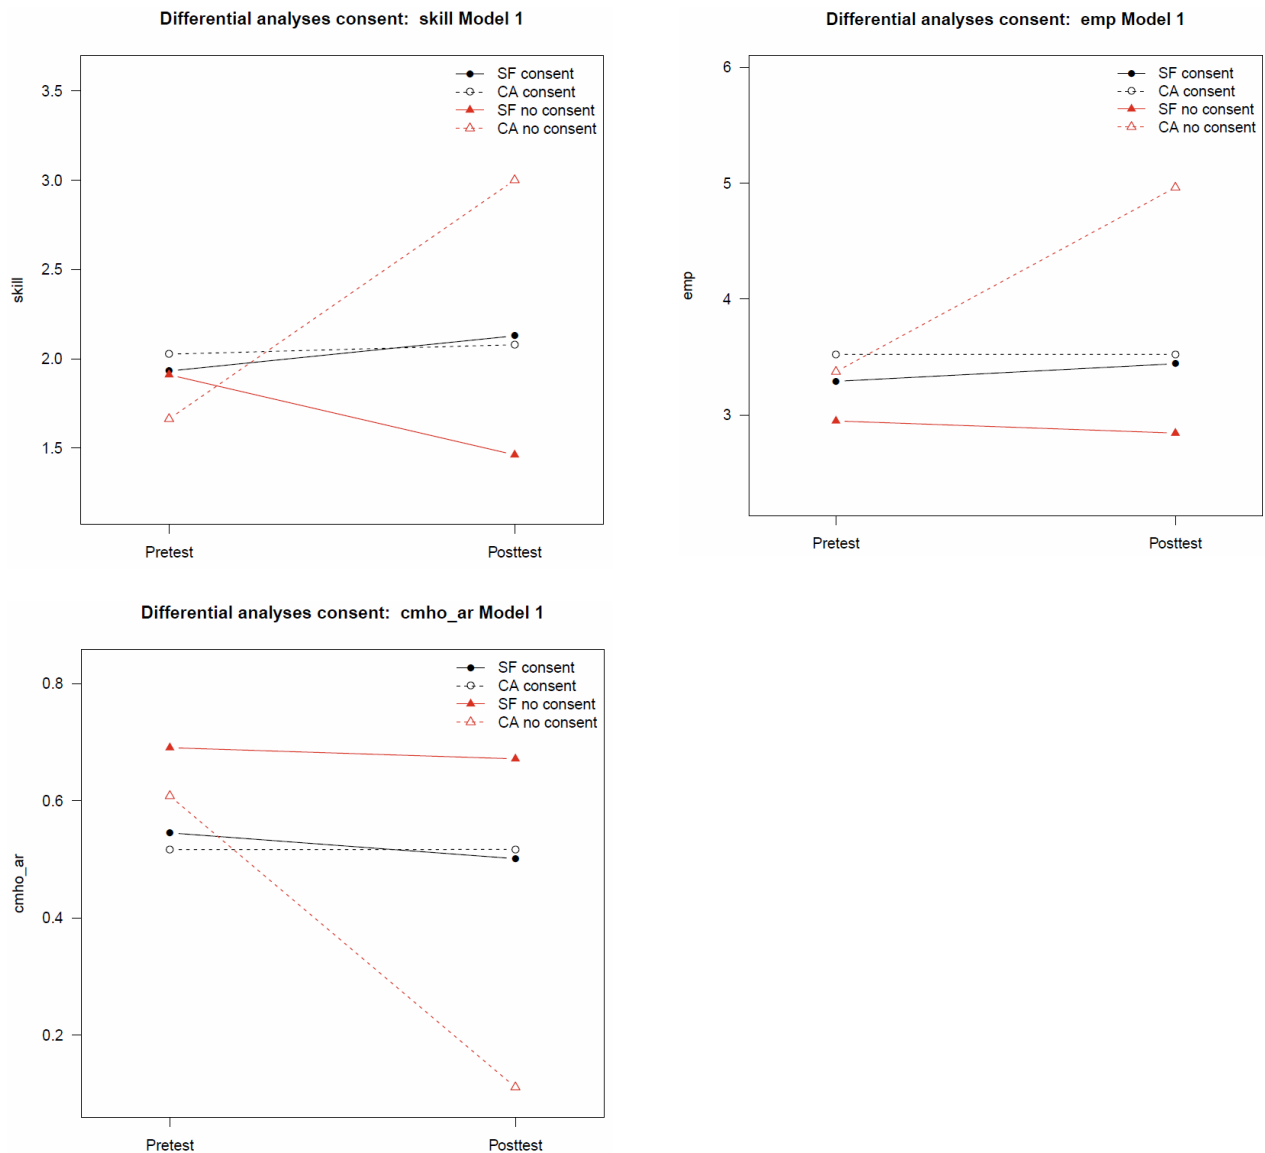 Differential analyses consent:  skill Model 1
SF consent
CA consent
SF no consent
CA no consent
3.5
3.0
2.5
2.0
1.5
skill
Pretest
Posttest
Differential analyses consent:  emp Model 1
SF consent
CA consent
SF no consent
CA no consent
6
5
4
3
emp
Pretest
Posttest
Differential analyses consent:  cmho_ar Model 1
SF consent
CA consent
SF no consent
CA no consent
0.8
0.6
0.4
0.2
cmho_ar
Pretest
Posttest